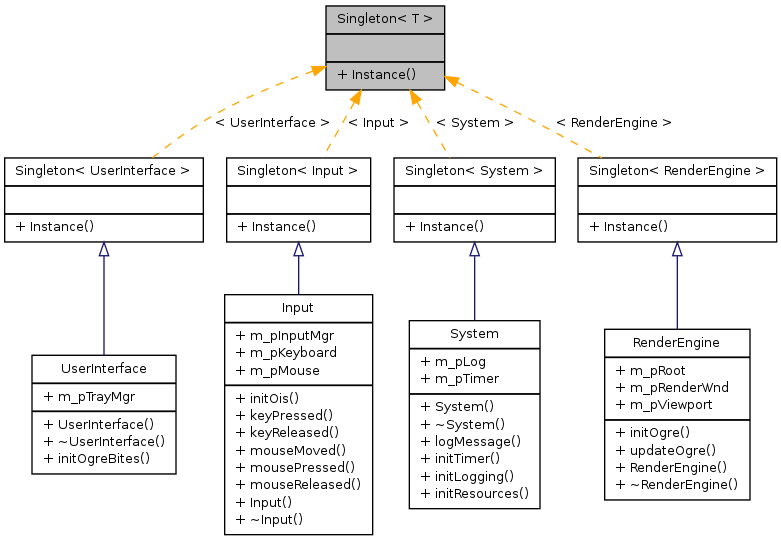 Singleton< T >
+ Instance()
< UserInterface >
< Input >
< System >
< RenderEngine >
Singleton< UserInterface >
+ Instance()
Singleton< Input >
+ Instance()
Singleton< System >
+ Instance()
Singleton< RenderEngine >
+ Instance()
UserInterface
+ m_pTrayMgr
+ UserInterface()
+ ~UserInterface()
+ initOgreBites()
Input
+ m_pInputMgr
+ m_pKeyboard
+ m_pMouse
+ initOis()
+ keyPressed()
+ keyReleased()
+ mouseMoved()
+ mousePressed()
+ mouseReleased()
+ Input()
+ ~Input()
System
+ m_pLog
+ m_pTimer
+ System()
+ ~System()
+ logMessage()
+ initTimer()
+ initLogging()
+ initResources()
RenderEngine
+ m_pRoot
+ m_pRenderWnd
+ m_pViewport
+ initOgre()
+ updateOgre()
+ RenderEngine()
+ ~RenderEngine()